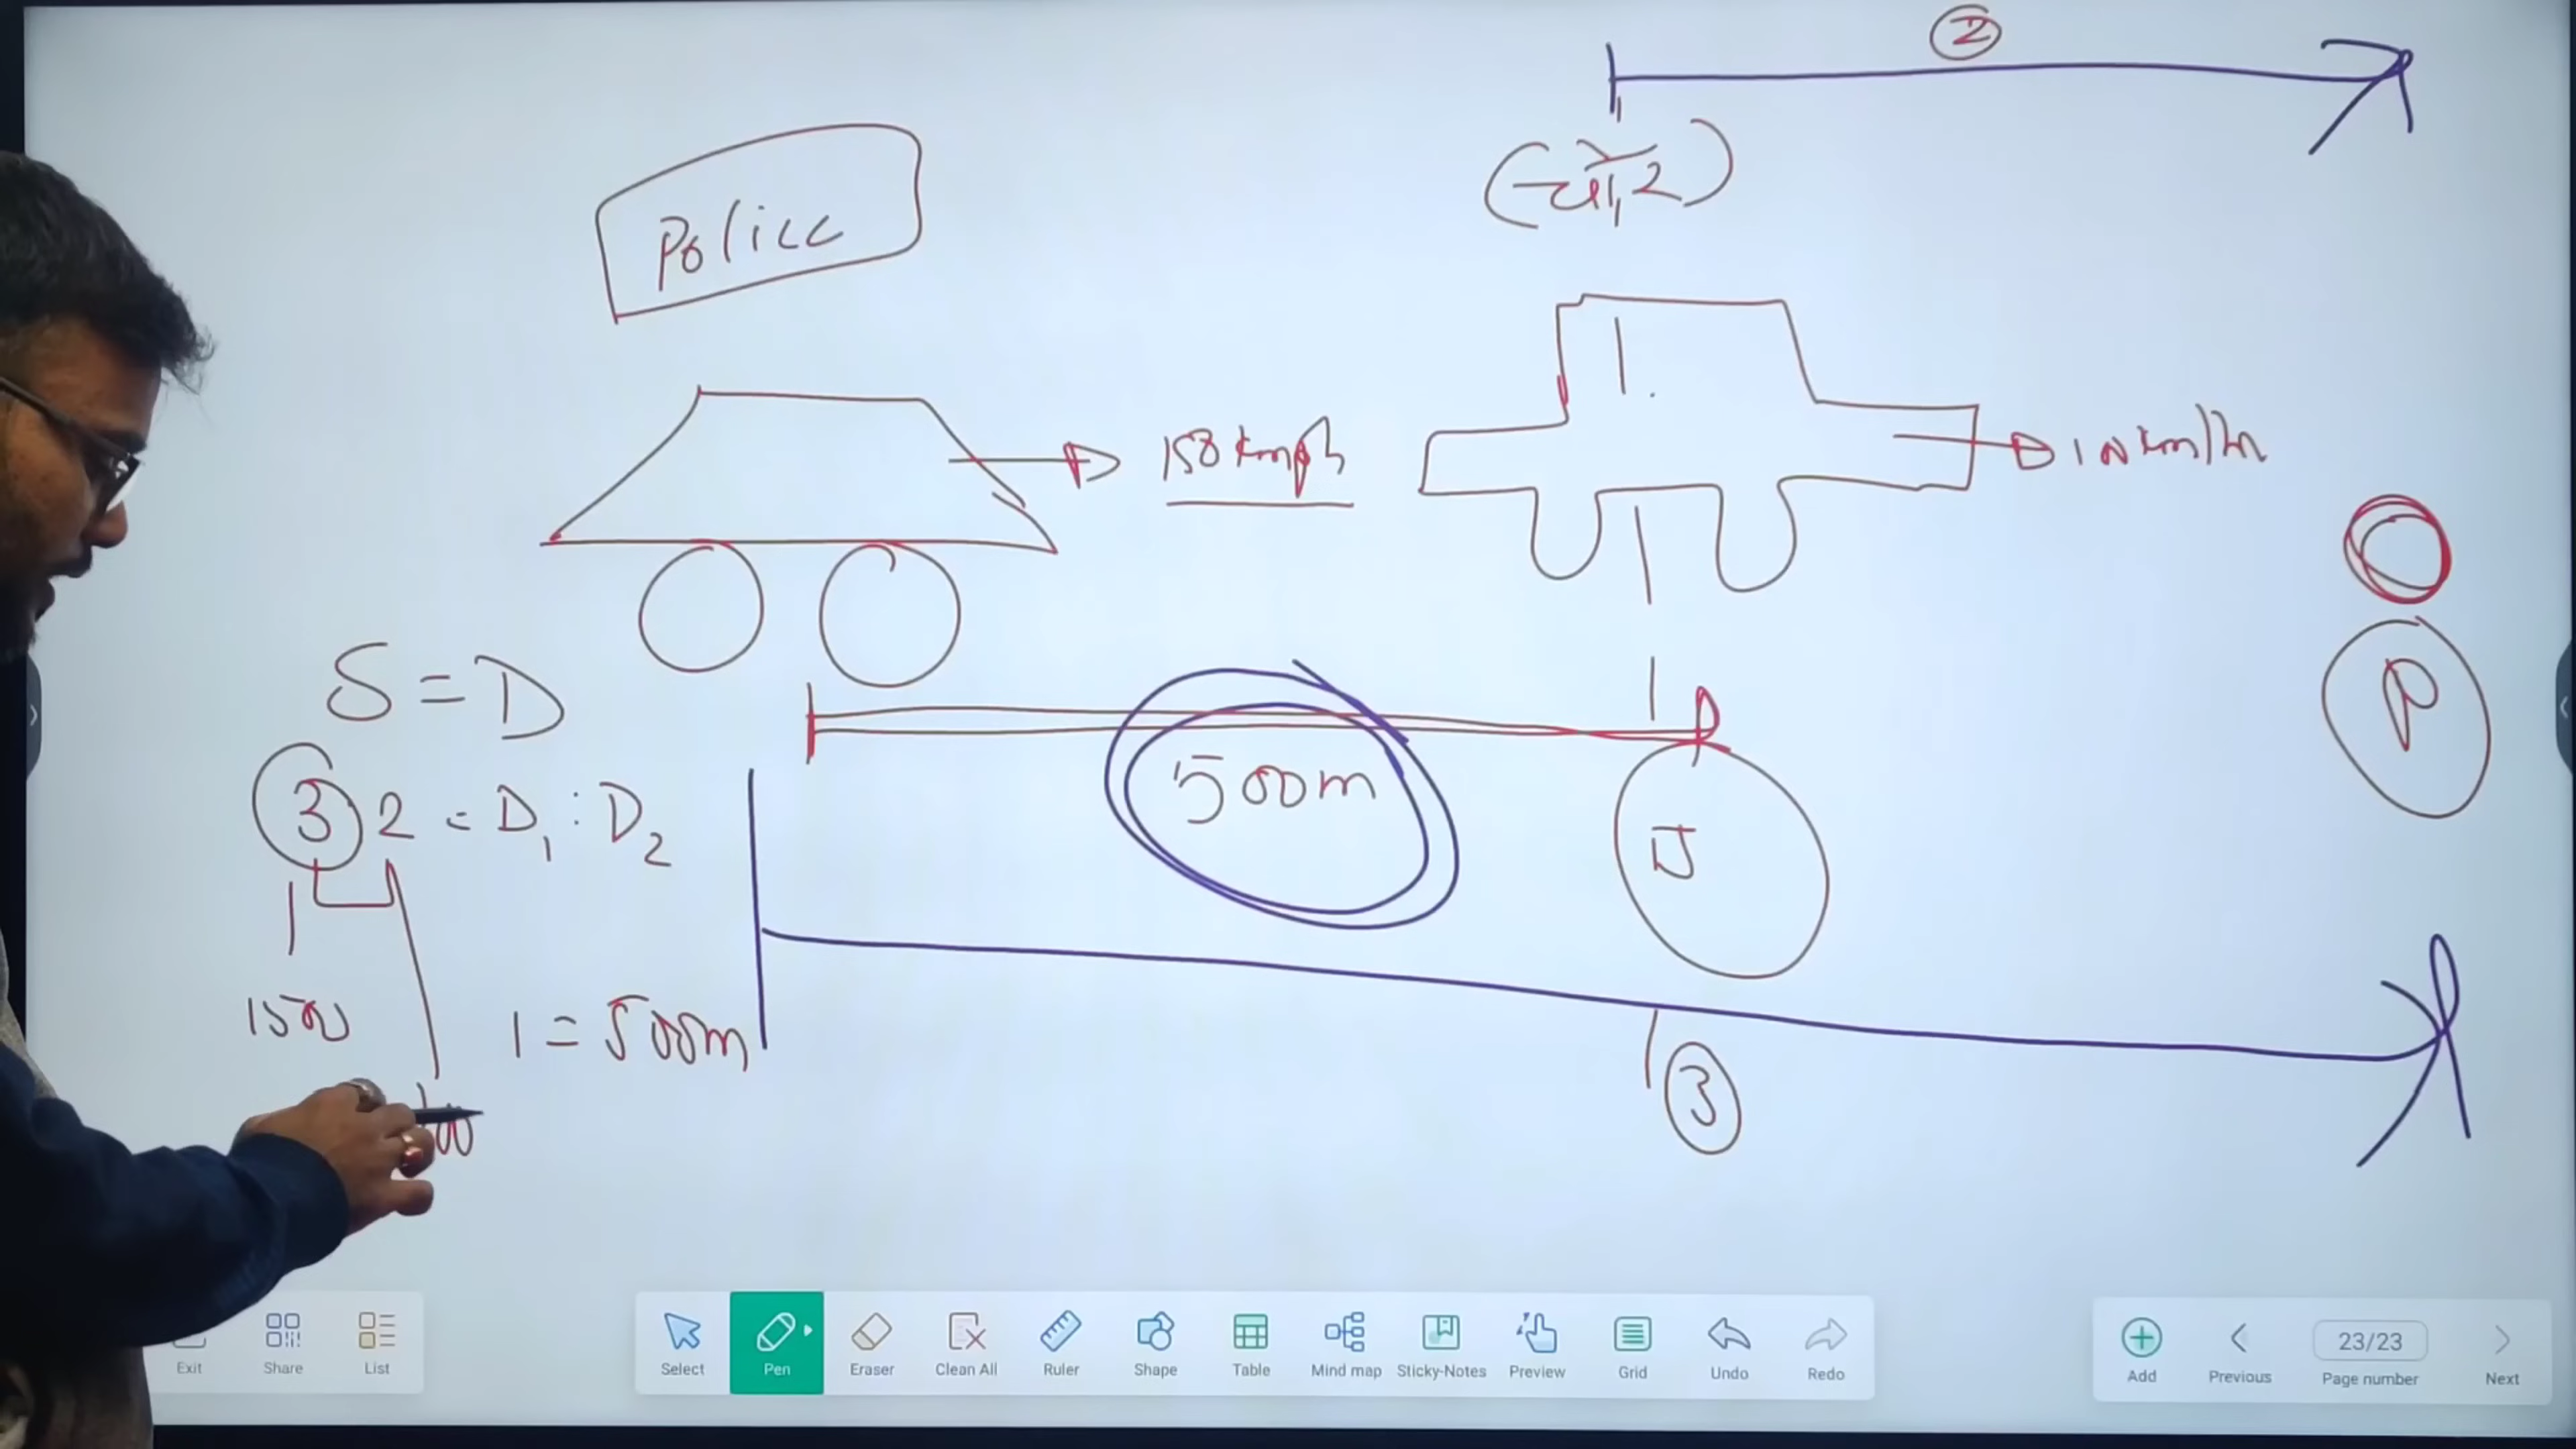 2
Police
150 kmph
100 km/hr
P
S = D
500m
J
3 2 = D1 : D2
1500
1 = 500m
3
Exit
Share
List
Select
Pen
Eraser
Clean All
Ruler
Shape
Table
Mind map
Sticky-Notes
Preview
Grid
Undo
Redo
Add
Previous
23/23
Page number
Next